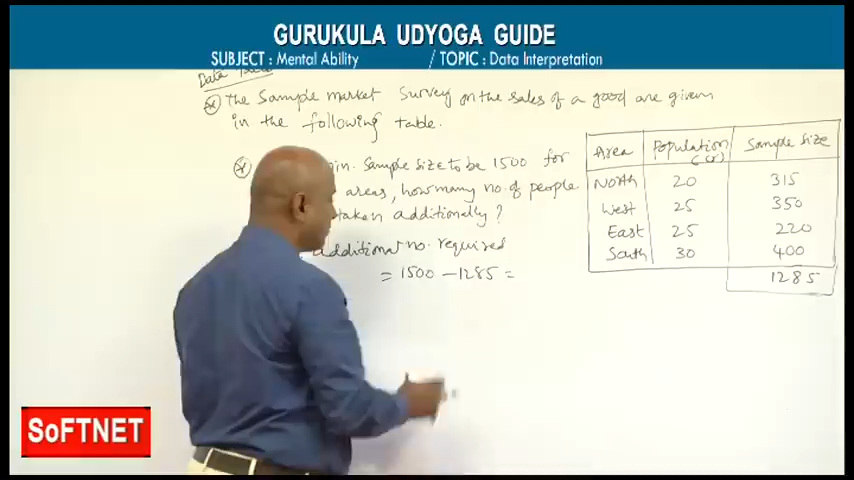 GURUKULA UDYOGA GUIDE
SUBJECT : Mental Ability / TOPIC : Data Interpretation
Data
The Sample market Survey on the sales of a good are given
in the following table.
Sample size to be 1500 for
areas, how many no. of people
taken additionally?
additional no. required
= 1500 - 1285 =
Area Population (cr) Sample size
North 20 315
West 25 350
East 25 220
South 30 400
1285
SoFTNET